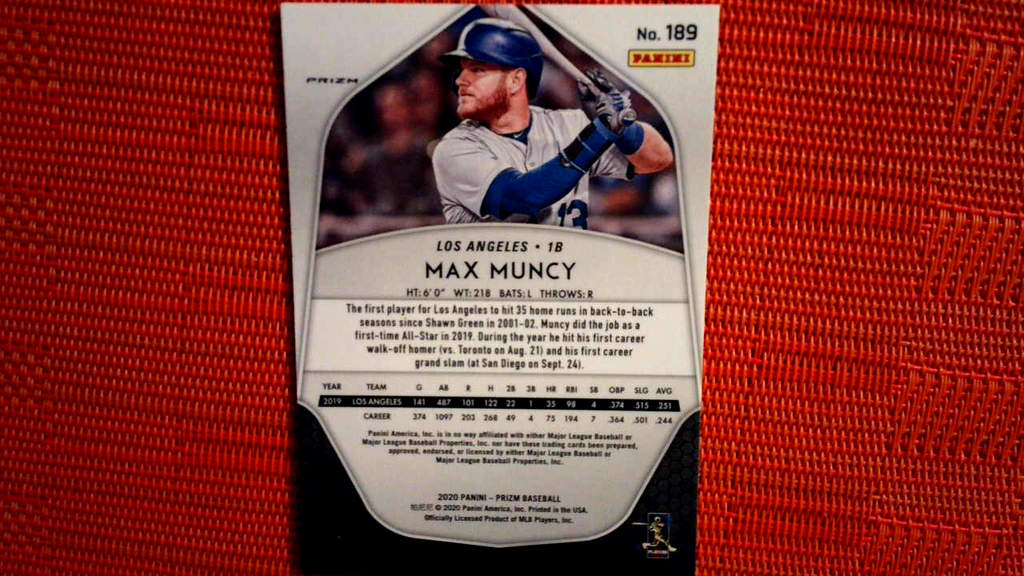 No. 189
PANINI
PRIZM
13
LOS ANGELES • 1B
MAX MUNCY
HT: 6' 0" WT: 218 BATS: L THROWS: R
The first player for Los Angeles to hit 35 home runs in back-to-back
seasons since Shawn Green in 2001-02. Muncy did the job as a
first-time All-Star in 2019. During the year he hit his first career
walk-off homer (vs. Toronto on Aug. 21) and his first career
grand slam (at San Diego on Sept. 24).
YEAR TEAM G AB R H 2B 3B HR RBI SB OBP SLG AVG
2019 LOS ANGELES 141 487 101 122 22 1 35 98 4 .374 .515 .251
CAREER 374 1097 203 268 49 4 75 194 7 .364 .501 .244
Panini America, Inc. is in no way affiliated with either Major League Baseball or
Major League Baseball Properties, Inc. nor have these trading cards been prepared,
approved, endorsed, or licensed by either Major League Baseball or
Major League Baseball Properties, Inc.
2020 PANINI – PRIZM BASEBALL
帕尼尼 © 2020 Panini America, Inc. Printed in the USA.
Officially Licensed Product of MLB Players, Inc.
PLAYERS